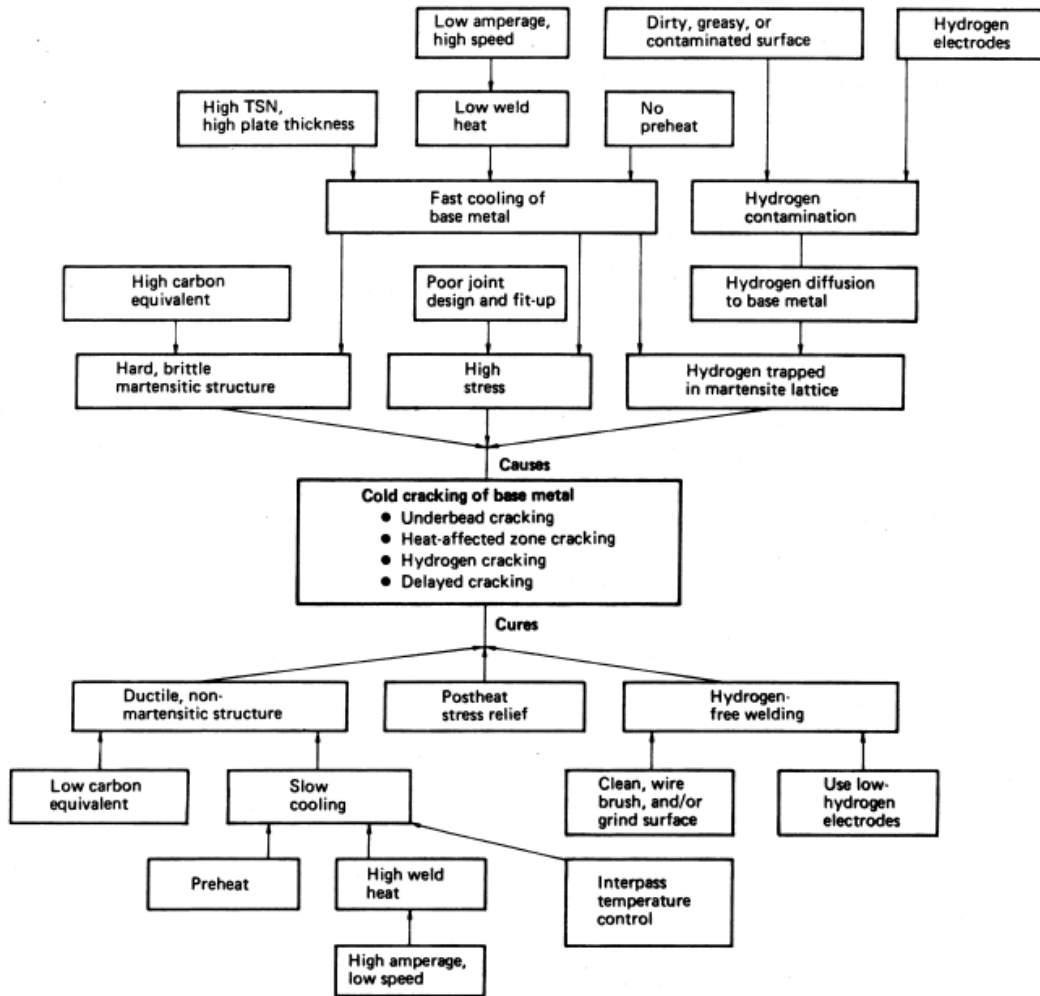 Low amperage,
high speed
Dirty, greasy, or
contaminated surface
Hydrogen
electrodes
High TSN,
high plate thickness
Low weld
heat
No
preheat
Fast cooling of
base metal
Hydrogen
contamination
High carbon
equivalent
Poor joint
design and fit-up
Hydrogen diffusion
to base metal
Hard, brittle
martensitic structure
High
stress
Hydrogen trapped
in martensite lattice
Causes
Cold cracking of base metal
● Underbead cracking
● Heat-affected zone cracking
● Hydrogen cracking
● Delayed cracking
Cures
Ductile, non-
martensitic structure
Postheat
stress relief
Hydrogen-
free welding
Low carbon
equivalent
Slow
cooling
Clean, wire
brush, and/or
grind surface
Use low-
hydrogen
electrodes
Preheat
High weld
heat
Interpass
temperature
control
High amperage,
low speed